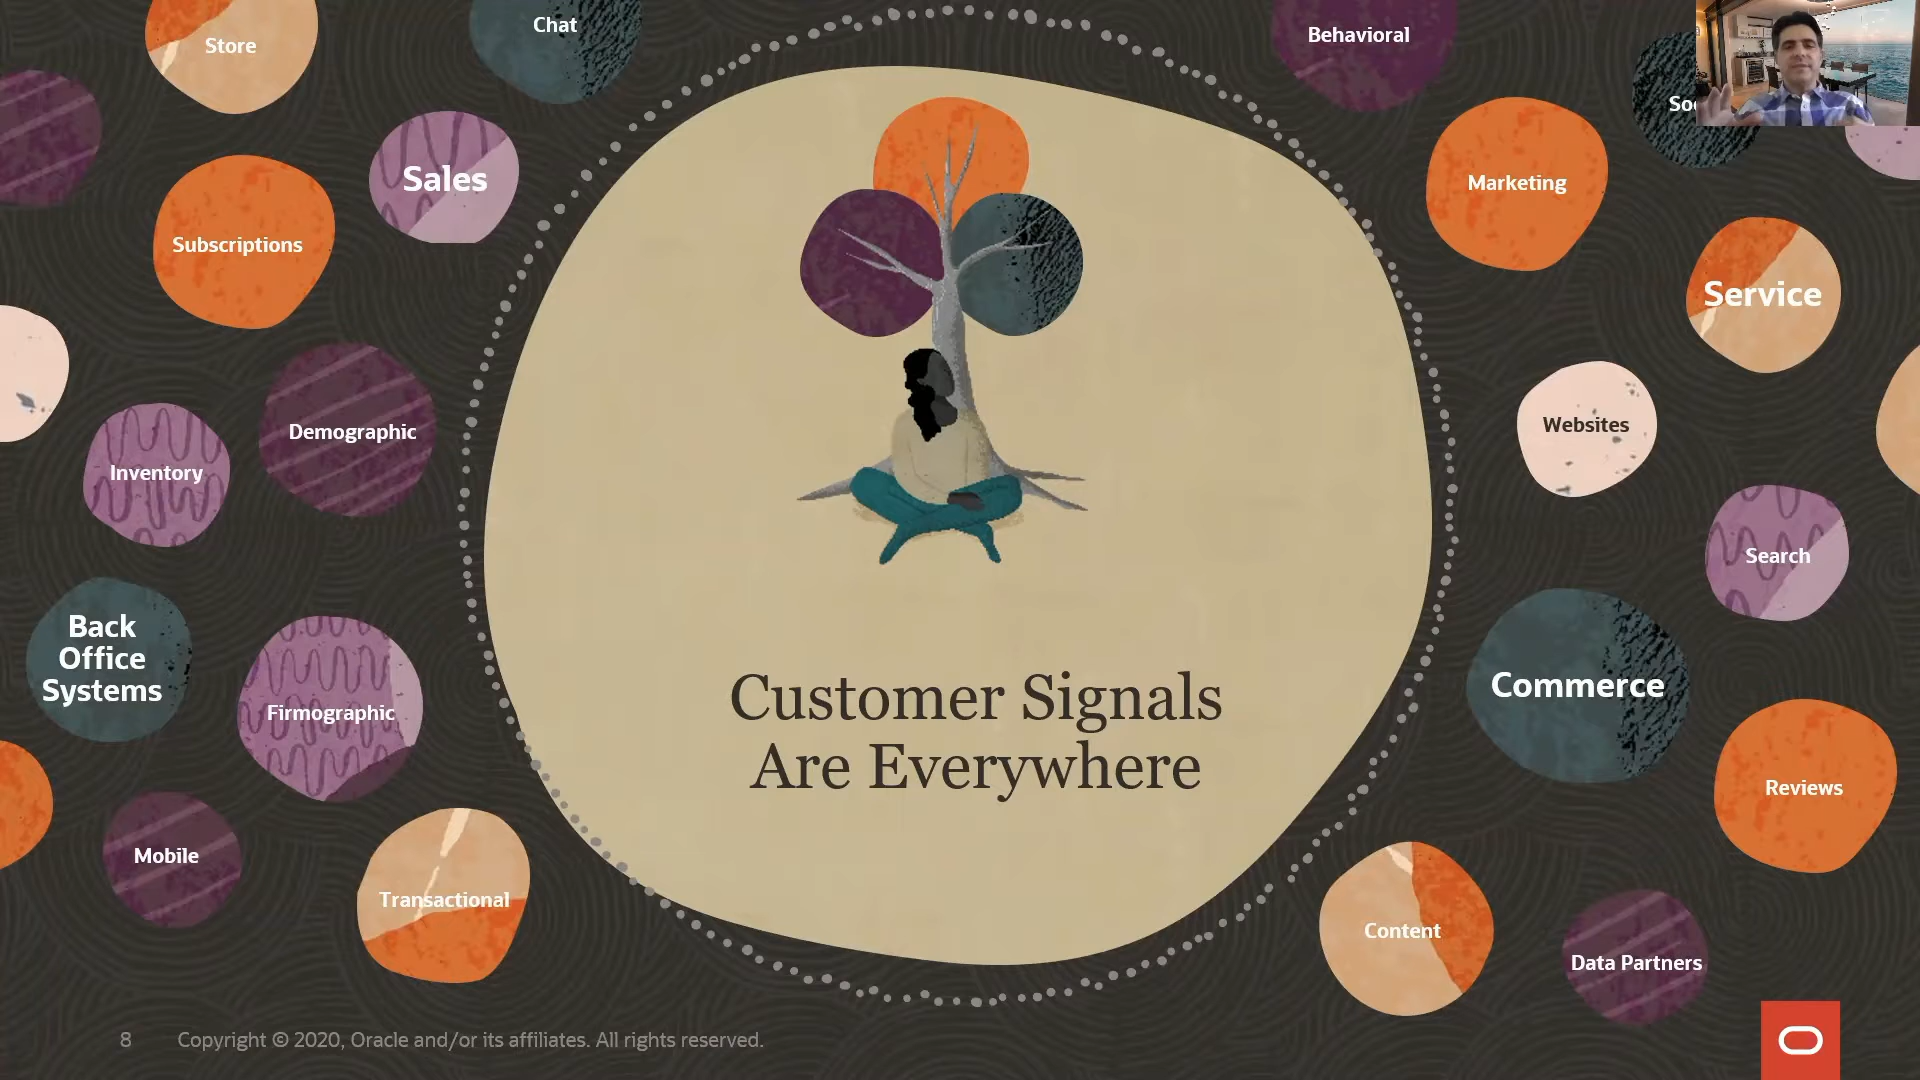 Store
Chat
Behavioral
Sales
Marketing
Subscriptions
Service
Demographic
Websites
Inventory
Search
Back
Office
Systems
Firmographic
Commerce
Customer Signals
Are Everywhere
Reviews
Mobile
Transactional
Content
Data Partners
8 Copyright © 2020, Oracle and/or its affiliates. All rights reserved.